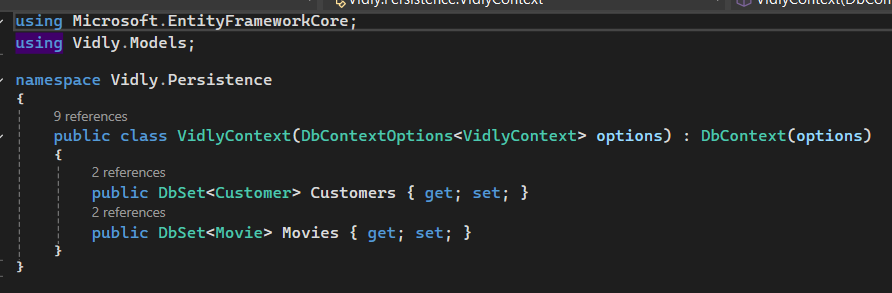 Vidly.Persistence.VidlyContext
VidlyContext(DbCon
using Microsoft.EntityFrameworkCore;
using Vidly.Models;
namespace Vidly.Persistence
{
9 references
public class VidlyContext(DbContextOptions<VidlyContext> options) : DbContext(options)
{
2 references
public DbSet<Customer> Customers { get; set; }
2 references
public DbSet<Movie> Movies { get; set; }
}
}